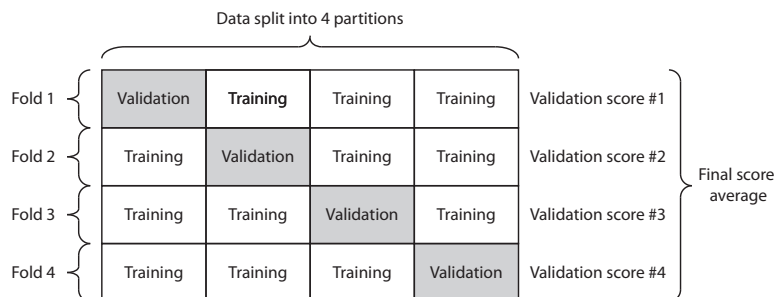 Data split into 4 partitions
Fold 1 Validation Training Training Training Validation score #1
Fold 2 Training Validation Training Training Validation score #2
Final score
average
Fold 3 Training Training Validation Training Validation score #3
Fold 4 Training Training Training Validation Validation score #4